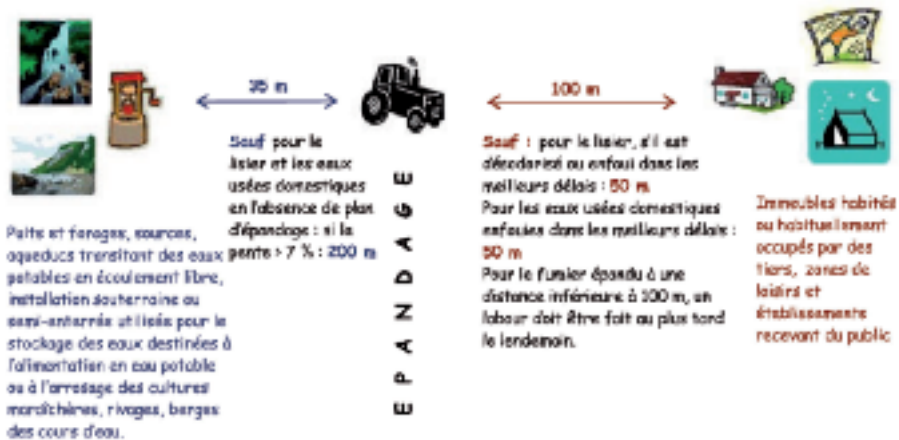 35 m
Sauf pour le
lisier et les eaux
usées domestiques
en l'absence de plan
d'épandage : si la
pente > 7 % : 200 m
Puits et forages, sources,
aqueducs transitant des eaux
potables en écoulement libre,
installation souterraine ou
semi-enterrée utilisée pour le
stockage des eaux destinées à
l'alimentation en eau potable
ou à l'arrosage des cultures
maraîchères, rivages, berges
des cours d'eau.
EPANDAGE
100 m
Sauf : pour le lisier, s'il est
désodorisé ou enfoui dans les
meilleurs délais : 50 m
Pour les eaux usées domestiques
enfouies dans les meilleurs délais :
50 m
Pour le fumier épandu à une
distance inférieure à 100 m, un
labour doit être fait au plus tard
le lendemain.
Immeubles habités
ou habituellement
occupés par des
tiers, zones de
loisirs et
établissements
recevant du public